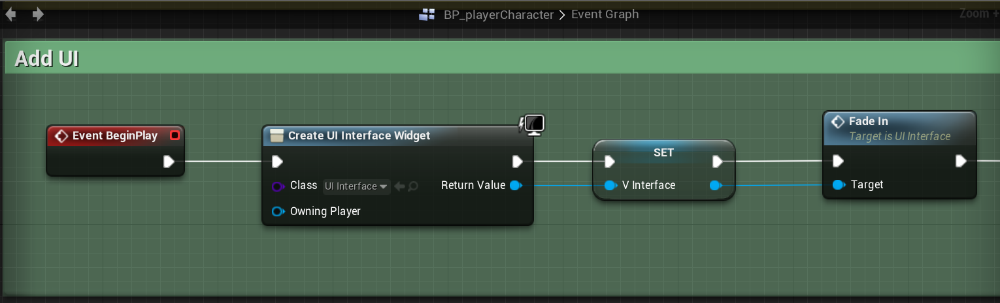 BP_playerCharacter > Event Graph
Zoom +
Add UI
Event BeginPlay
Create UI Interface Widget
Class UI Interface Return Value
Owning Player
SET
V Interface
Fade In
Target is UI Interface
Target